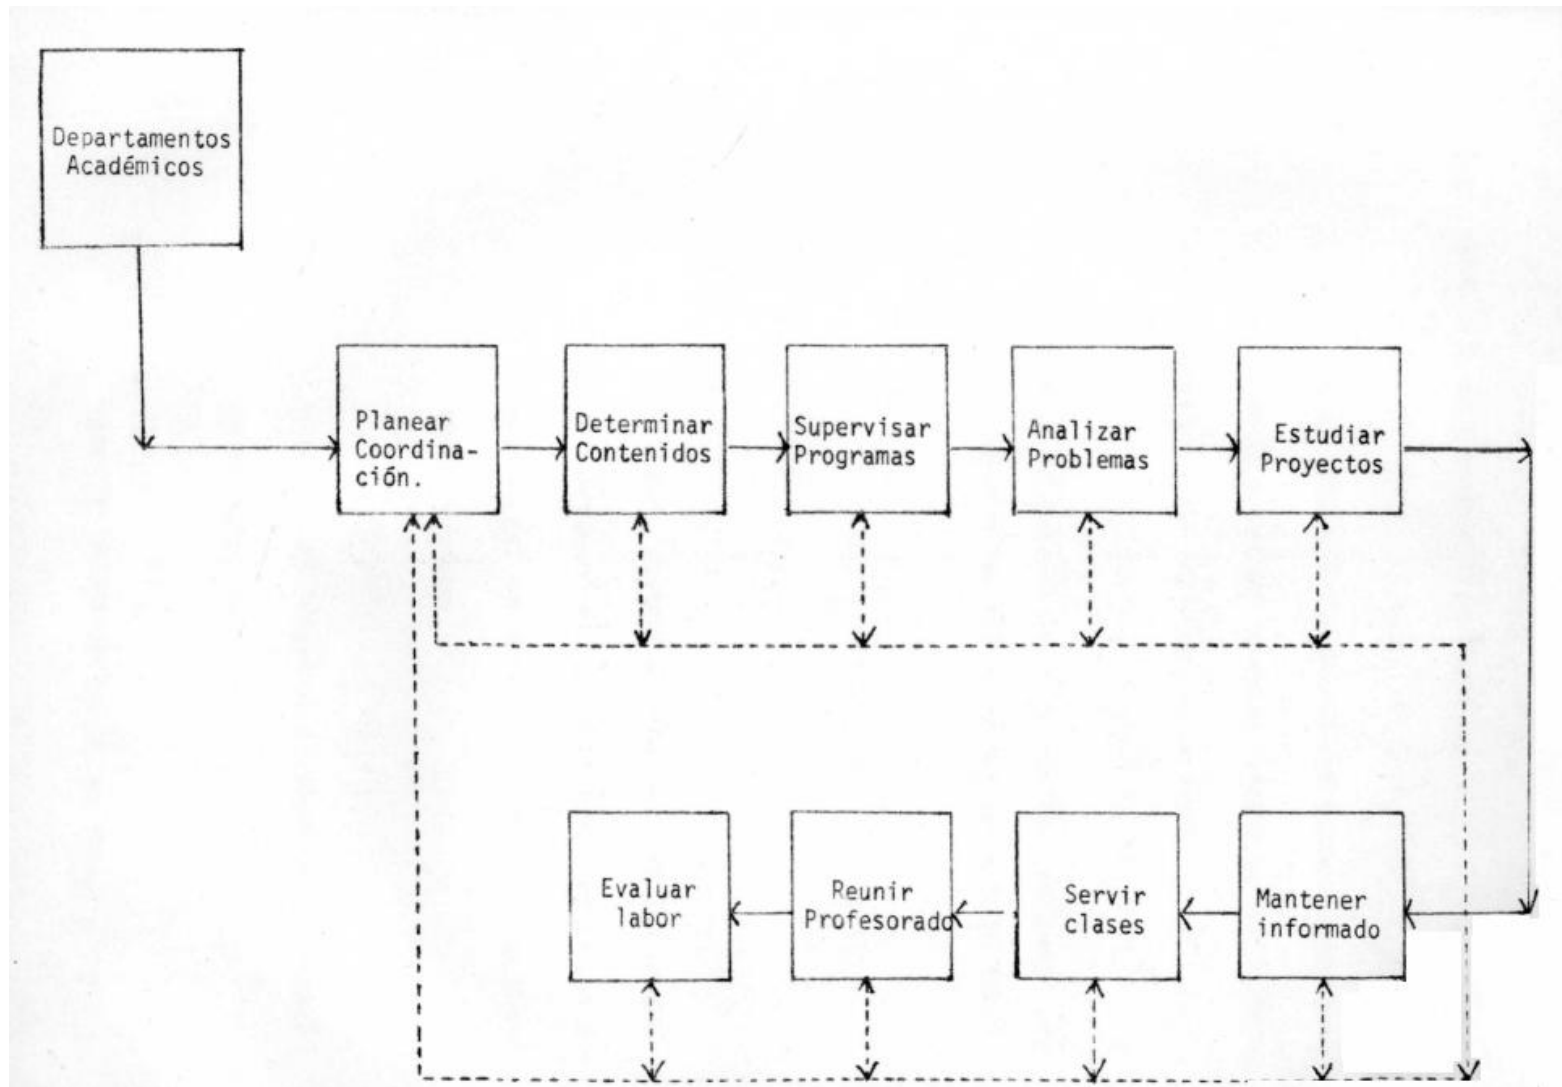 Departamentos
Académicos
Planear
Coordina-
ción.
Determinar
Contenidos
Supervisar
Programas
Analizar
Problemas
Estudiar
Proyectos
Evaluar
labor
Reunir
Profesorado
Servir
clases
Mantener
informado